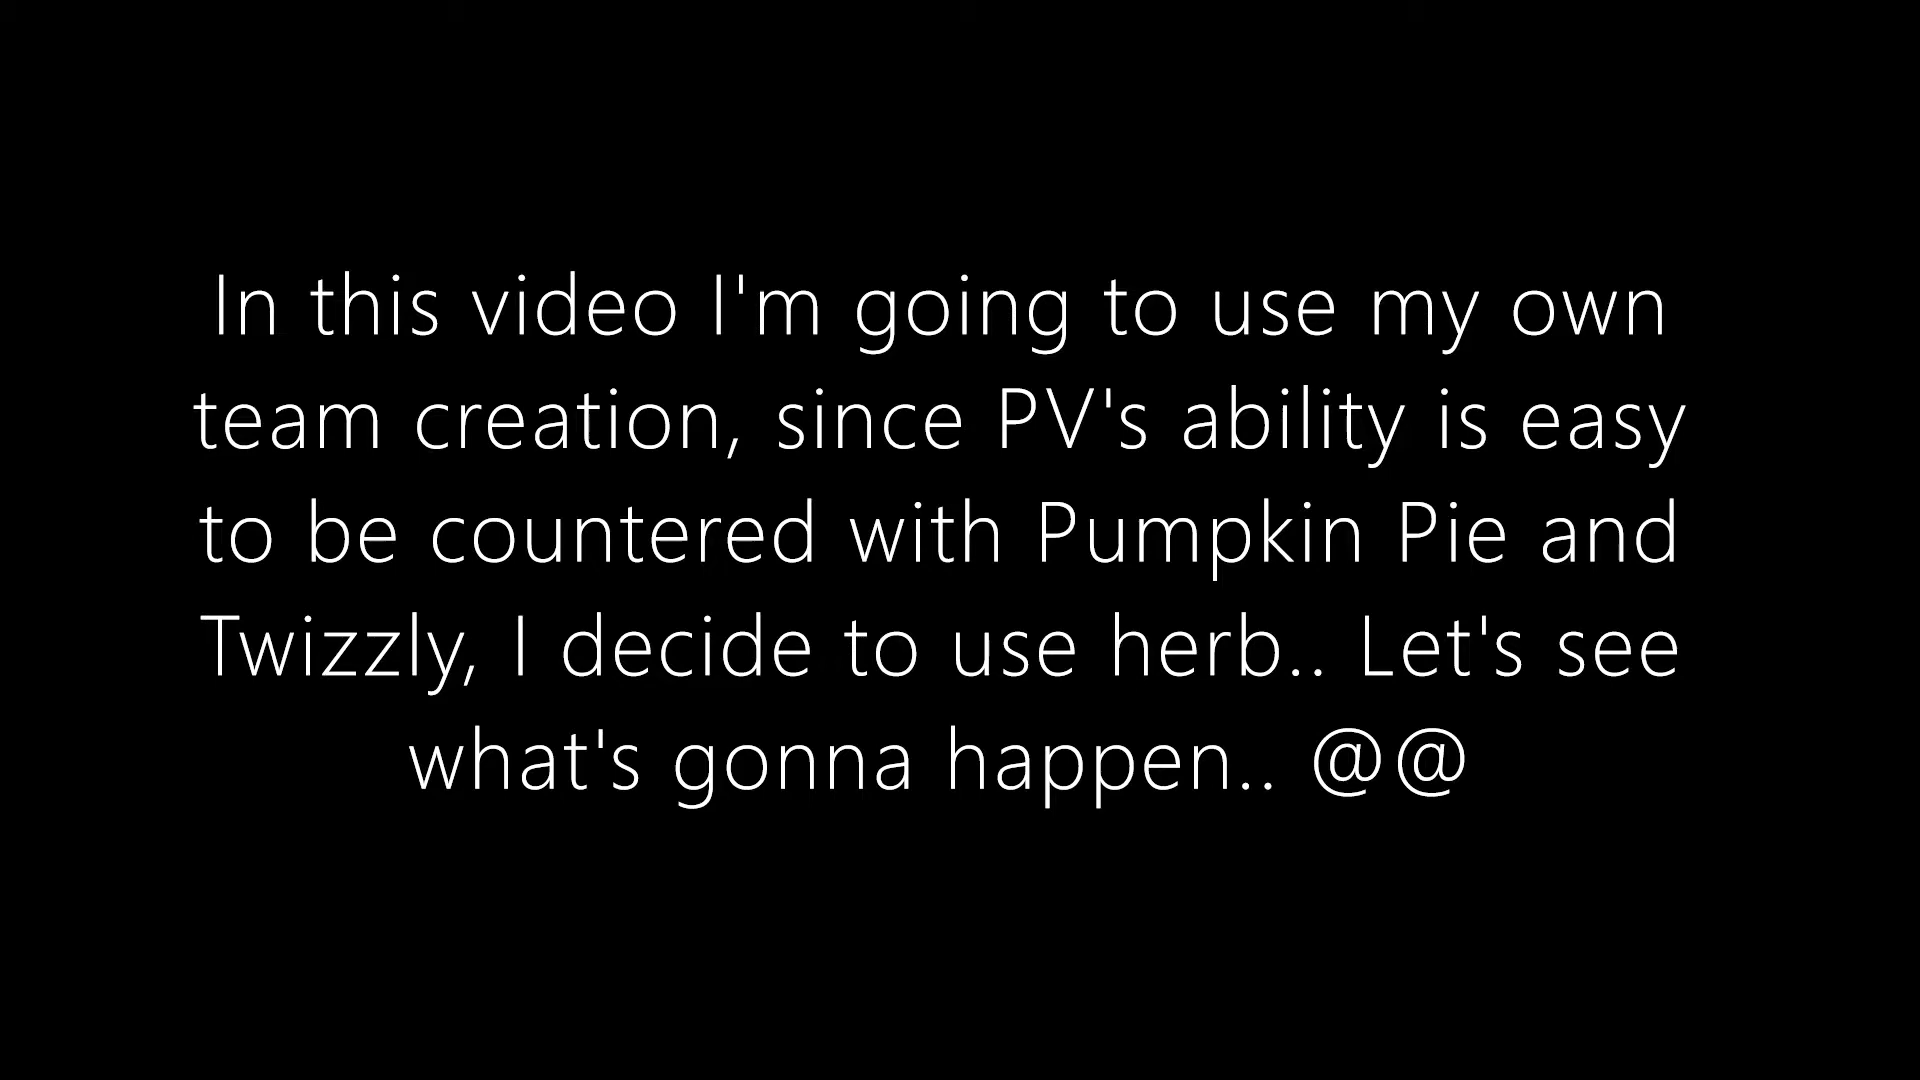 In this video I'm going to use my own
team creation, since PV's ability is easy
to be countered with Pumpkin Pie and
Twizzly, I decide to use herb.. Let's see
what's gonna happen.. @@